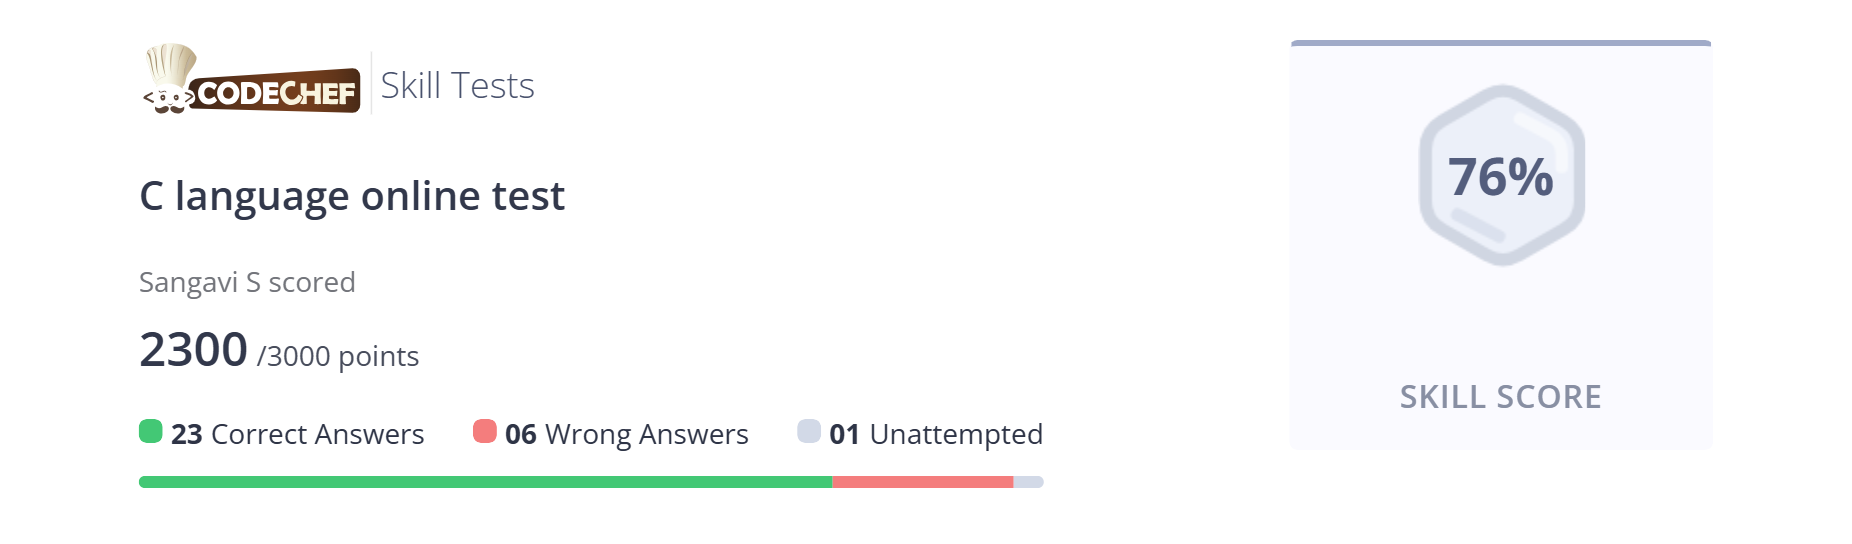 CODECHEF Skill Tests
C language online test
Sangavi S scored
2300 /3000 points
23 Correct Answers 06 Wrong Answers 01 Unattempted
76%
SKILL SCORE